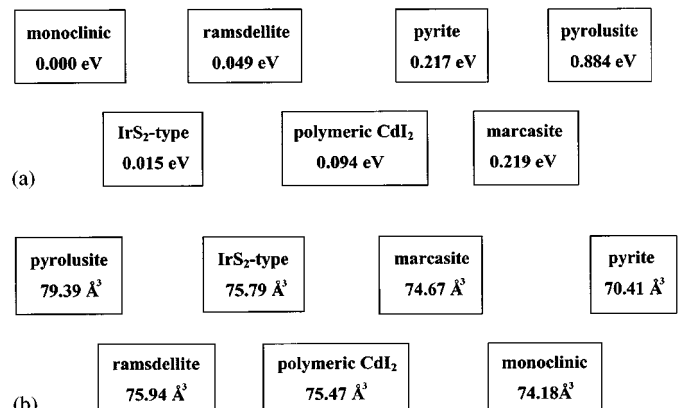 monoclinic
0.000 eV
ramsdellite
0.049 eV
pyrite
0.217 eV
pyrolusite
0.884 eV
IrS₂-type
0.015 eV
polymeric CdI₂
0.094 eV
marcasite
0.219 eV
(a)
pyrolusite
79.39 Å³
IrS₂-type
75.79 Å³
marcasite
74.67 Å³
pyrite
70.41 Å³
ramsdellite
75.94 Å³
polymeric CdI₂
75.47 Å³
monoclinic
74.18Å³
(b)